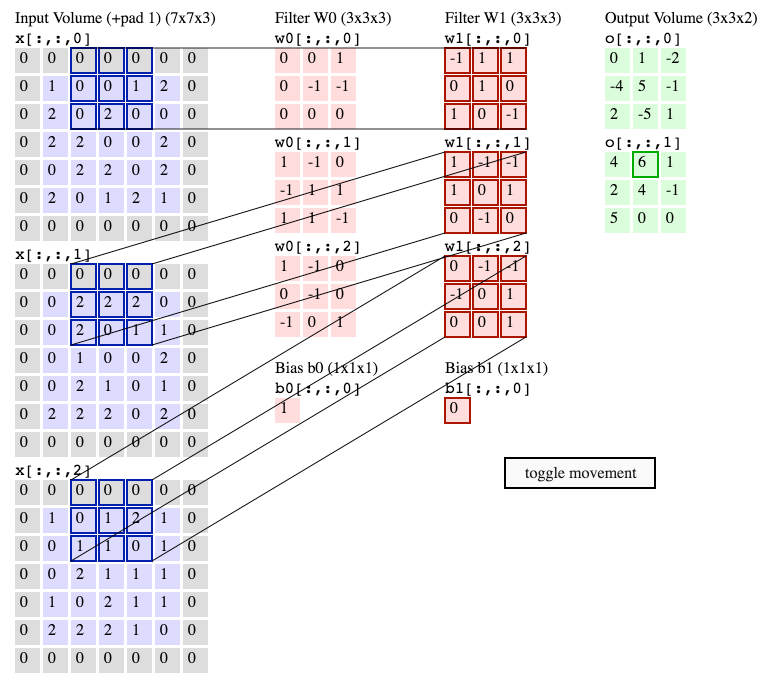 Input Volume (+pad 1) (7x7x3)
x[:,:,0]
0 0 0 0 0 0 0
0 1 0 0 1 2 0
0 2 0 2 0 0 0
0 2 2 0 0 2 0
0 0 2 2 0 2 0
0 2 0 1 2 1 0
0 0 0 0 0 0 0
x[:,:,1]
0 0 0 0 0 0 0
0 0 2 2 2 0 0
0 0 2 0 1 1 0
0 0 1 0 0 2 0
0 0 2 1 0 1 0
0 2 2 2 0 2 0
0 0 0 0 0 0 0
x[:,:,2]
0 0 0 0 0 0 0
0 1 0 1 2 1 0
0 0 1 1 0 1 0
0 0 2 1 1 1 0
0 1 0 2 1 1 0
0 2 2 2 1 0 0
0 0 0 0 0 0 0
Filter W0 (3x3x3)
w0[:,:,0]
0 0 1
0 -1 -1
0 0 0
w0[:,:,1]
1 -1 0
-1 1 1
1 1 -1
w0[:,:,2]
1 -1 0
0 -1 0
-1 0 1
Bias b0 (1x1x1)
b0[:,:,0]
1
Filter W1 (3x3x3)
w1[:,:,0]
-1 1 1
0 1 0
1 0 -1
w1[:,:,1]
1 -1 -1
1 0 1
0 -1 0
w1[:,:,2]
0 -1 -1
-1 0 1
0 0 1
Bias b1 (1x1x1)
b1[:,:,0]
0
Output Volume (3x3x2)
o[:,:,0]
0 1 -2
-4 5 -1
2 -5 1
o[:,:,1]
4 6 1
2 4 -1
5 0 0
toggle movement